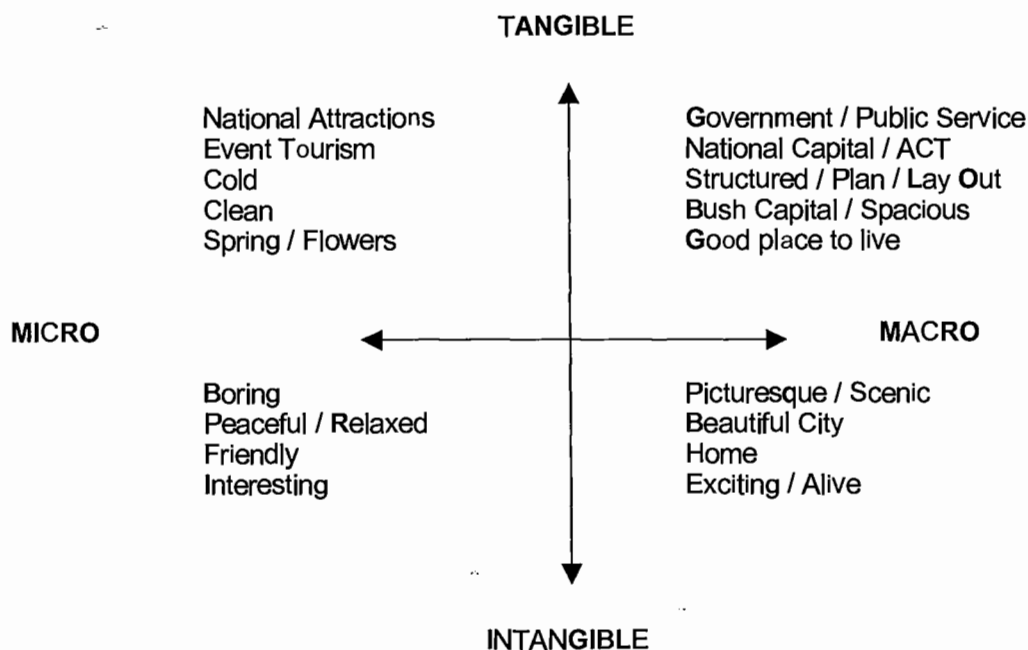 TANGIBLE
National Attractions
Event Tourism
Cold
Clean
Spring / Flowers
Government / Public Service
National Capital / ACT
Structured / Plan / Lay Out
Bush Capital / Spacious
Good place to live
MICRO
MACRO
Boring
Peaceful / Relaxed
Friendly
Interesting
Picturesque / Scenic
Beautiful City
Home
Exciting / Alive
INTANGIBLE